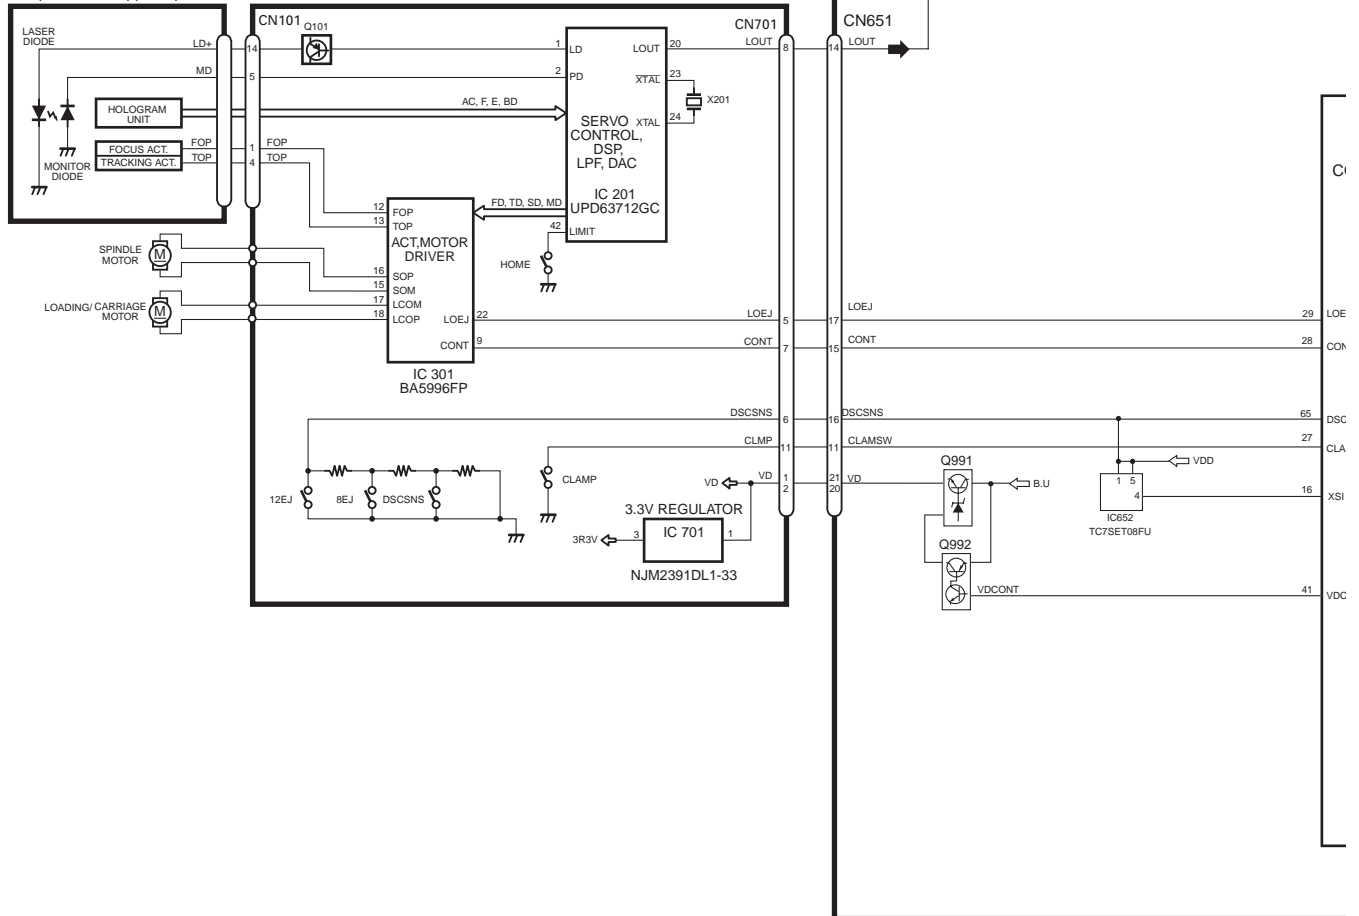 LASER
DIODE
LD+
14
MD
5
HOLOGRAM
UNIT
FOCUS ACT.
TRACKING ACT.
FOP
TOP
1
4
FOP
TOP
MONITOR
DIODE
CN101
Q101
AC, F, E, BD
1
LD
2
PD
LOUT
20
XTAL
23
XTAL
24
X201
SERVO
CONTROL,
DSP,
LPF, DAC
IC 201
UPD63712GC
42
LIMIT
HOME
FD, TD, SD, MD
12
FOP
13
TOP
ACT,MOTOR
DRIVER
16
SOP
15
SOM
17
LCOM
18
LCOP
LOEJ
22
CONT
9
IC 301
BA5996FP
SPINDLE
MOTOR
M
LOADING/ CARRIAGE
MOTOR
M
CN701
LOUT
8
CN651
14
LOUT
LOEJ
5
17
LOEJ
29
LOE
CONT
7
15
CONT
28
CON
DSCSNS
6
16
DSCSNS
65
DSC
CLMP
11
11
CLAMSW
27
CLA
VD
VD
1
2
21
20
VD
12EJ
8EJ
DSCSNS
CLAMP
3.3V REGULATOR
IC 701
3R3V
3
1
NJM2391DL1-33
Q991
B.U
Q992
VDCONT
41
VDC
VDD
1 5
4
IC652
TC7SET08FU
16
XSI